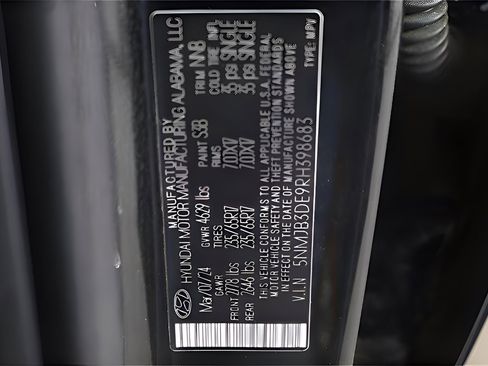 MANUFACTURED BY
HYUNDAI MOTOR MANUFACTURING ALABAMA, LLC
Mar/07/24 GVWR 4629 lbs PAINT S3B TRIM NNB
GAWR TIRES RIMS COLD TIRE INFL
FRONT 2778 lbs 235/65R17 7.0JX17 35 psi SINGLE
REAR 2646 lbs 235/65R17 7.0JX17 35 psi SINGLE
THIS VEHICLE CONFORMS TO ALL APPLICABLE U.S.A. FEDERAL
MOTOR VEHICLE SAFETY AND THEFT PREVENTION STANDARDS
IN EFFECT ON THE DATE OF MANUFACTURE SHOWN ABOVE
V.I.N 5NMJB3DE9RH398683 TYPE: MPV